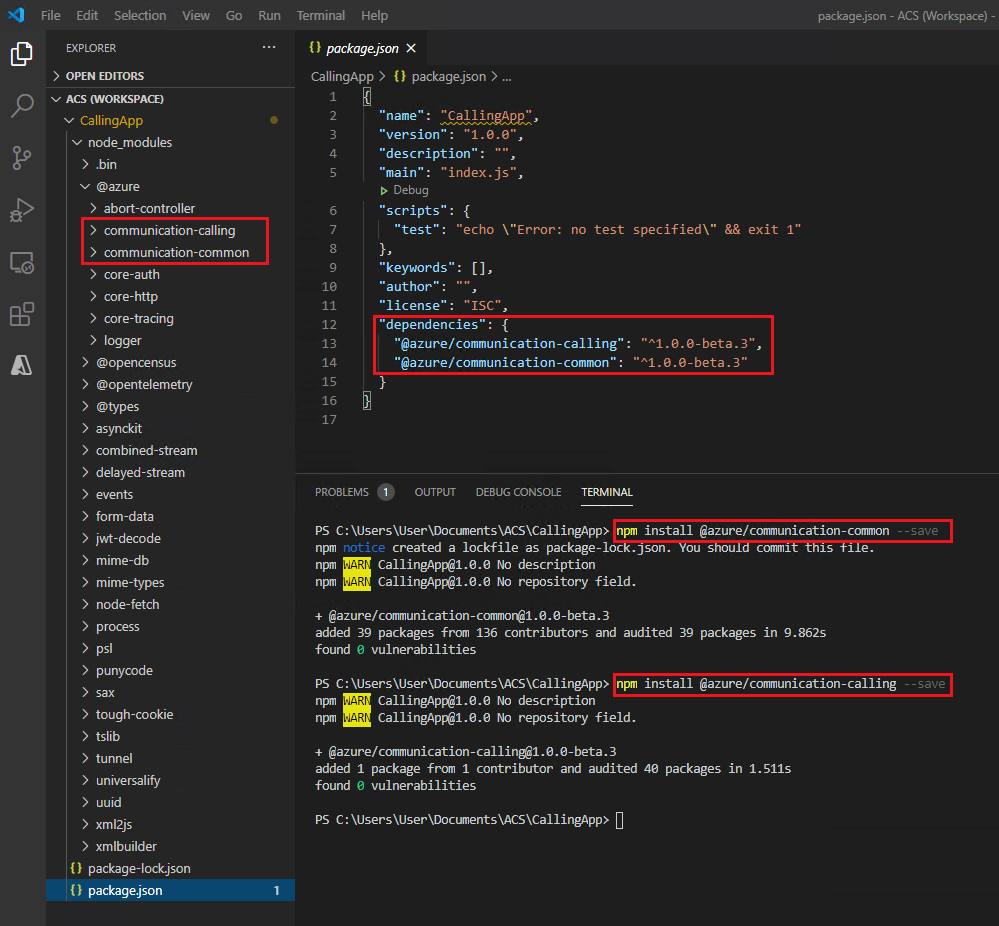 File Edit Selection View Go Run Terminal Help package.json - ACS (Workspace) -
EXPLORER ...
OPEN EDITORS
ACS (WORKSPACE)
CallingApp
node_modules
.bin
@azure
abort-controller
communication-calling
communication-common
core-auth
core-http
core-tracing
logger
@opencensus
@opentelemetry
@types
asynckit
combined-stream
delayed-stream
events
form-data
jwt-decode
mime-db
mime-types
node-fetch
process
psl
punycode
sax
tough-cookie
tslib
tunnel
universalify
uuid
xml2js
xmlbuilder
{} package-lock.json
{} package.json 1
{} package.json ×
CallingApp > {} package.json > ...
1 {
2 "name": "CallingApp",
3 "version": "1.0.0",
4 "description": "",
5 "main": "index.js",
Debug
6 "scripts": {
7 "test": "echo \"Error: no test specified\" && exit 1"
8 },
9 "keywords": [],
10 "author": "",
11 "license": "ISC",
12 "dependencies": {
13 "@azure/communication-calling": "^1.0.0-beta.3",
14 "@azure/communication-common": "^1.0.0-beta.3"
15 }
16 }
17
PROBLEMS 1 OUTPUT DEBUG CONSOLE TERMINAL
PS C:\Users\User\Documents\ACS\CallingApp> npm install @azure/communication-common --save
npm notice created a lockfile as package-lock.json. You should commit this file.
npm WARN CallingApp@1.0.0 No description
npm WARN CallingApp@1.0.0 No repository field.
+ @azure/communication-common@1.0.0-beta.3
added 39 packages from 136 contributors and audited 39 packages in 9.862s
found 0 vulnerabilities
PS C:\Users\User\Documents\ACS\CallingApp> npm install @azure/communication-calling --save
npm WARN CallingApp@1.0.0 No description
npm WARN CallingApp@1.0.0 No repository field.
+ @azure/communication-calling@1.0.0-beta.3
added 1 package from 1 contributor and audited 40 packages in 1.511s
found 0 vulnerabilities
PS C:\Users\User\Documents\ACS\CallingApp>